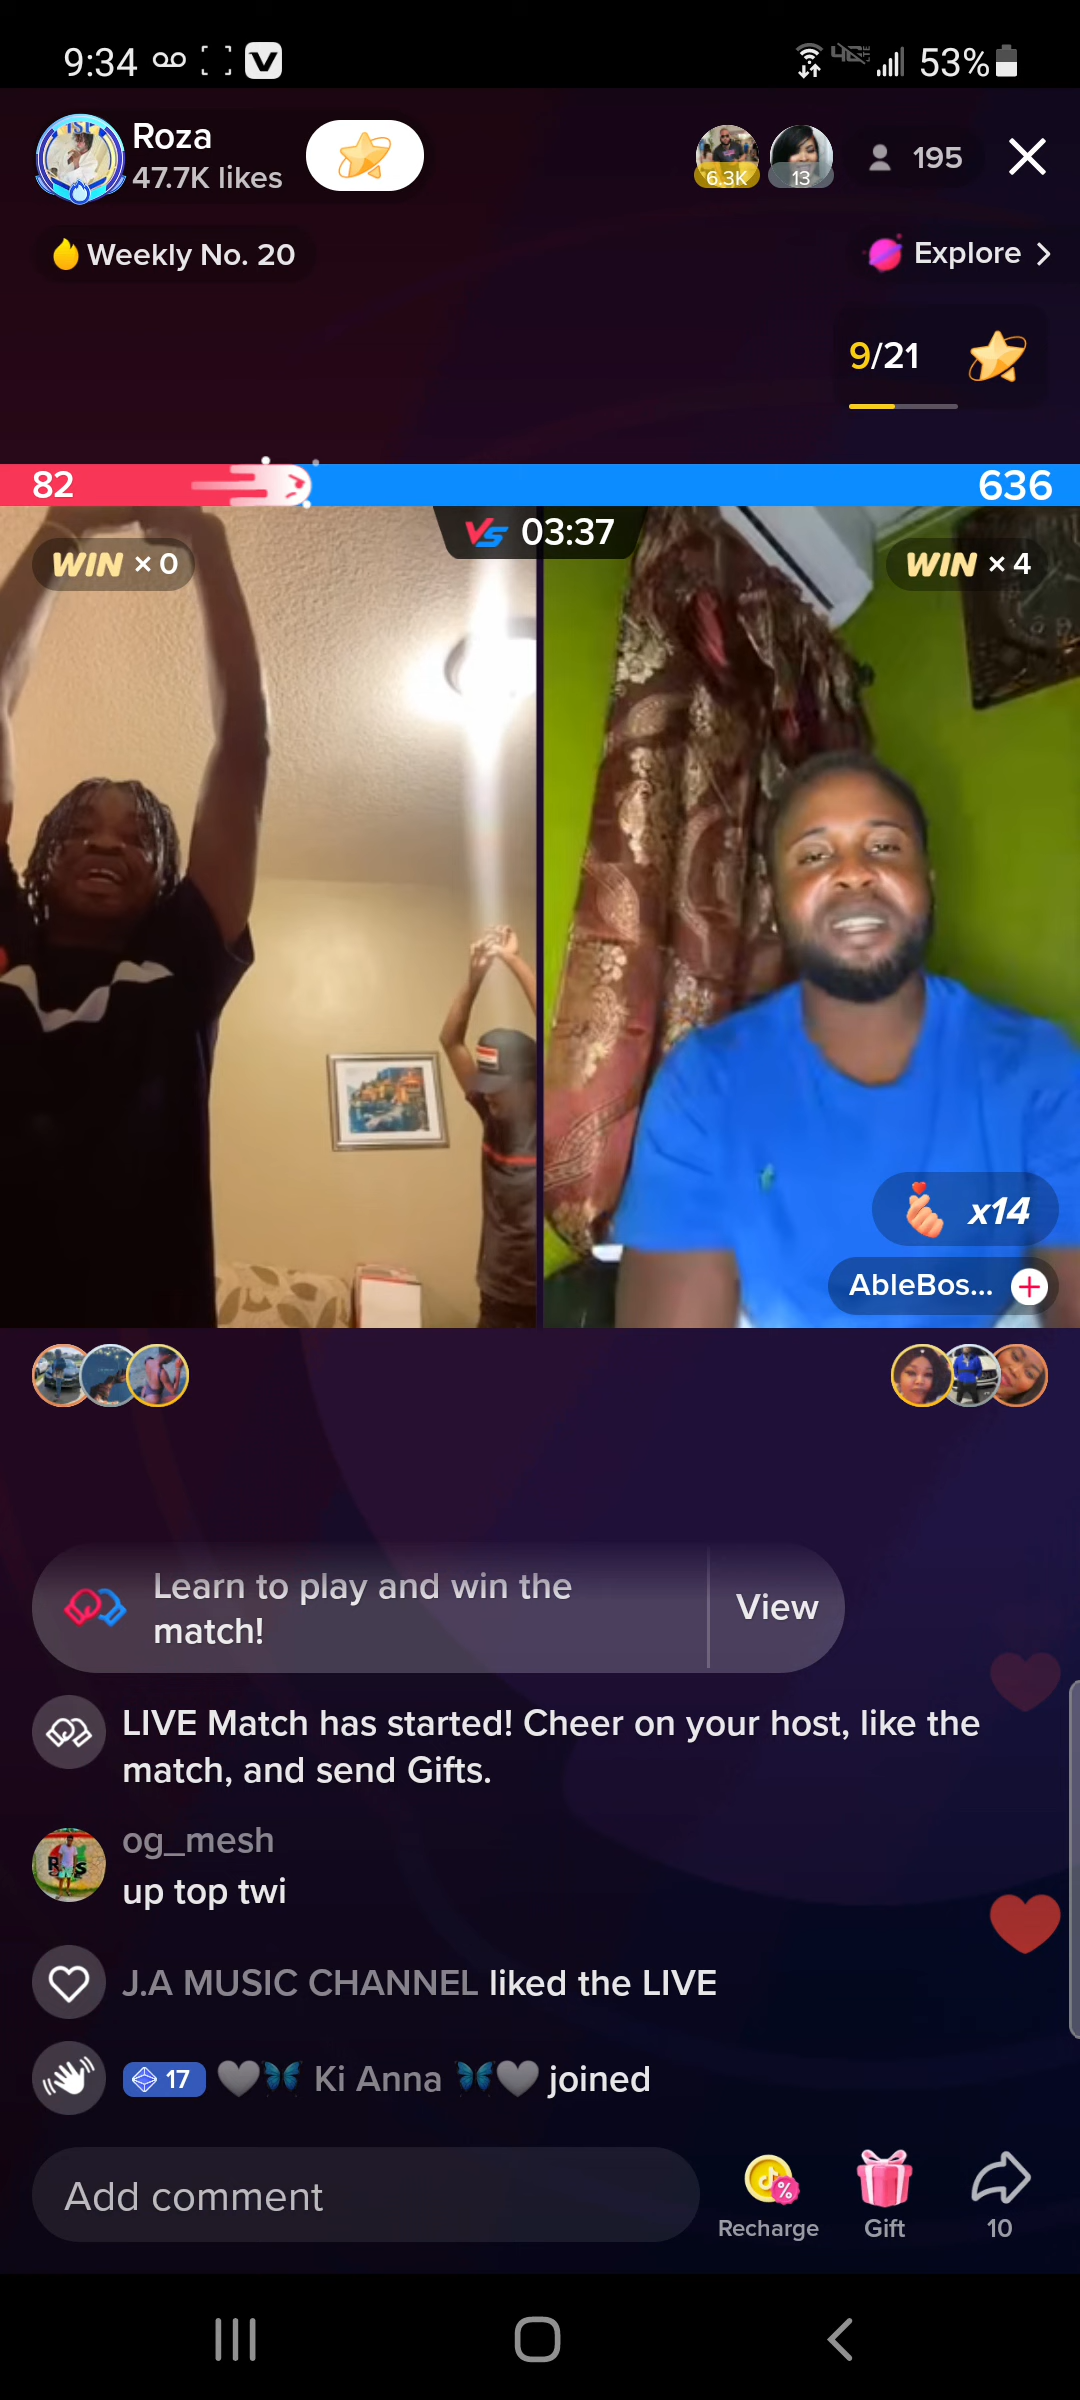 9:34
53%
Roza
47.7K likes
6.3K
13
195
Weekly No. 20
Explore
9/21
82
636
VS 03:37
WIN × 0
WIN × 4
x14
AbleBos...
Learn to play and win the
match!
View
LIVE Match has started! Cheer on your host, like the
match, and send Gifts.
og_mesh
up top twi
J.A MUSIC CHANNEL liked the LIVE
17 🩶🦋 Ki Anna 🦋🩶 joined
Add comment
Recharge
Gift
10